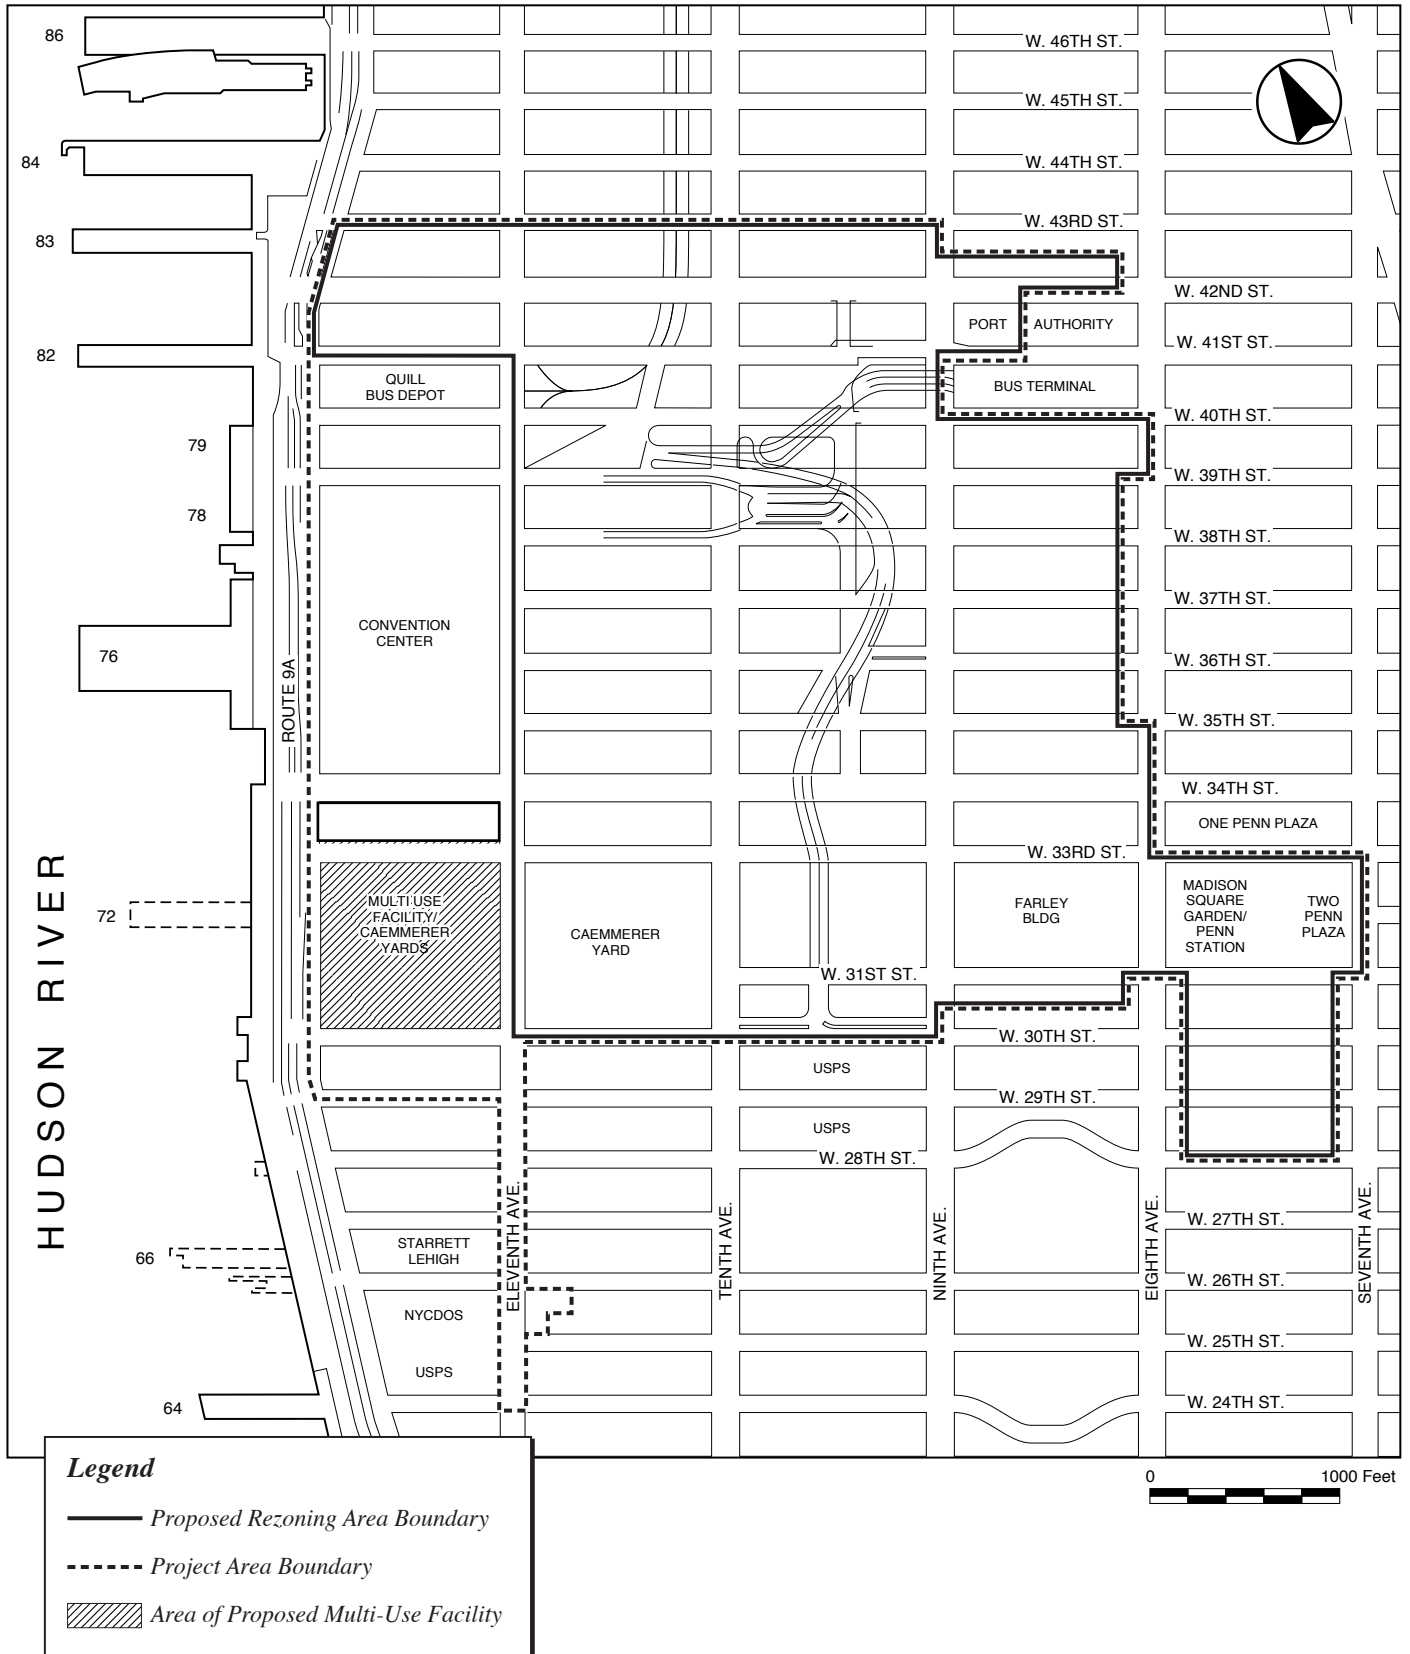 86
W. 46TH ST.
W. 45TH ST.
84
W. 44TH ST.
83
W. 43RD ST.
W. 42ND ST.
PORT AUTHORITY
82
W. 41ST ST.
QUILL
BUS DEPOT
BUS TERMINAL
W. 40TH ST.
79
W. 39TH ST.
78
W. 38TH ST.
W. 37TH ST.
CONVENTION
CENTER
76
W. 36TH ST.
ROUTE 9A
W. 35TH ST.
W. 34TH ST.
ONE PENN PLAZA
W. 33RD ST.
HUDSON RIVER
72
MULTI USE
FACILITY/
CAEMMERER
YARDS
CAEMMERER
YARD
FARLEY
BLDG
MADISON
SQUARE
GARDEN/
PENN
STATION
TWO
PENN
PLAZA
W. 31ST ST.
W. 30TH ST.
USPS
W. 29TH ST.
USPS
W. 28TH ST.
ELEVENTH AVE.
TENTH AVE.
NINTH AVE.
EIGHTH AVE.
SEVENTH AVE.
W. 27TH ST.
STARRETT
LEHIGH
66
W. 26TH ST.
NYCDOS
W. 25TH ST.
USPS
64
W. 24TH ST.
0 1000 Feet
Legend
Proposed Rezoning Area Boundary
Project Area Boundary
Area of Proposed Multi-Use Facility